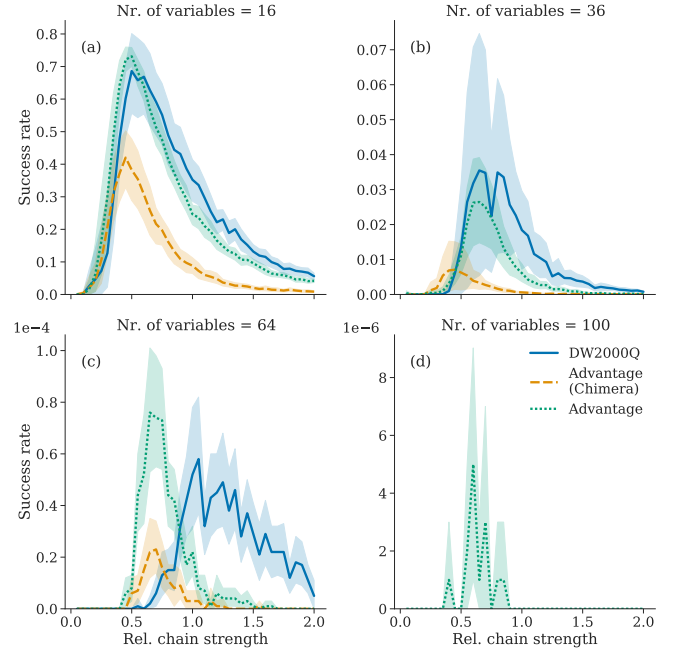 Nr. of variables = 16
(a)
Success rate
0.8
0.7
0.6
0.5
0.4
0.3
0.2
0.1
0.0
Nr. of variables = 36
(b)
0.07
0.06
0.05
0.04
0.03
0.02
0.01
0.00
1e−4
Nr. of variables = 64
(c)
Success rate
1.0
0.8
0.6
0.4
0.2
0.0
0.0 0.5 1.0 1.5 2.0
Rel. chain strength
1e−6
Nr. of variables = 100
(d)
DW2000Q
Advantage
(Chimera)
Advantage
8
6
4
2
0
0.0 0.5 1.0 1.5 2.0
Rel. chain strength